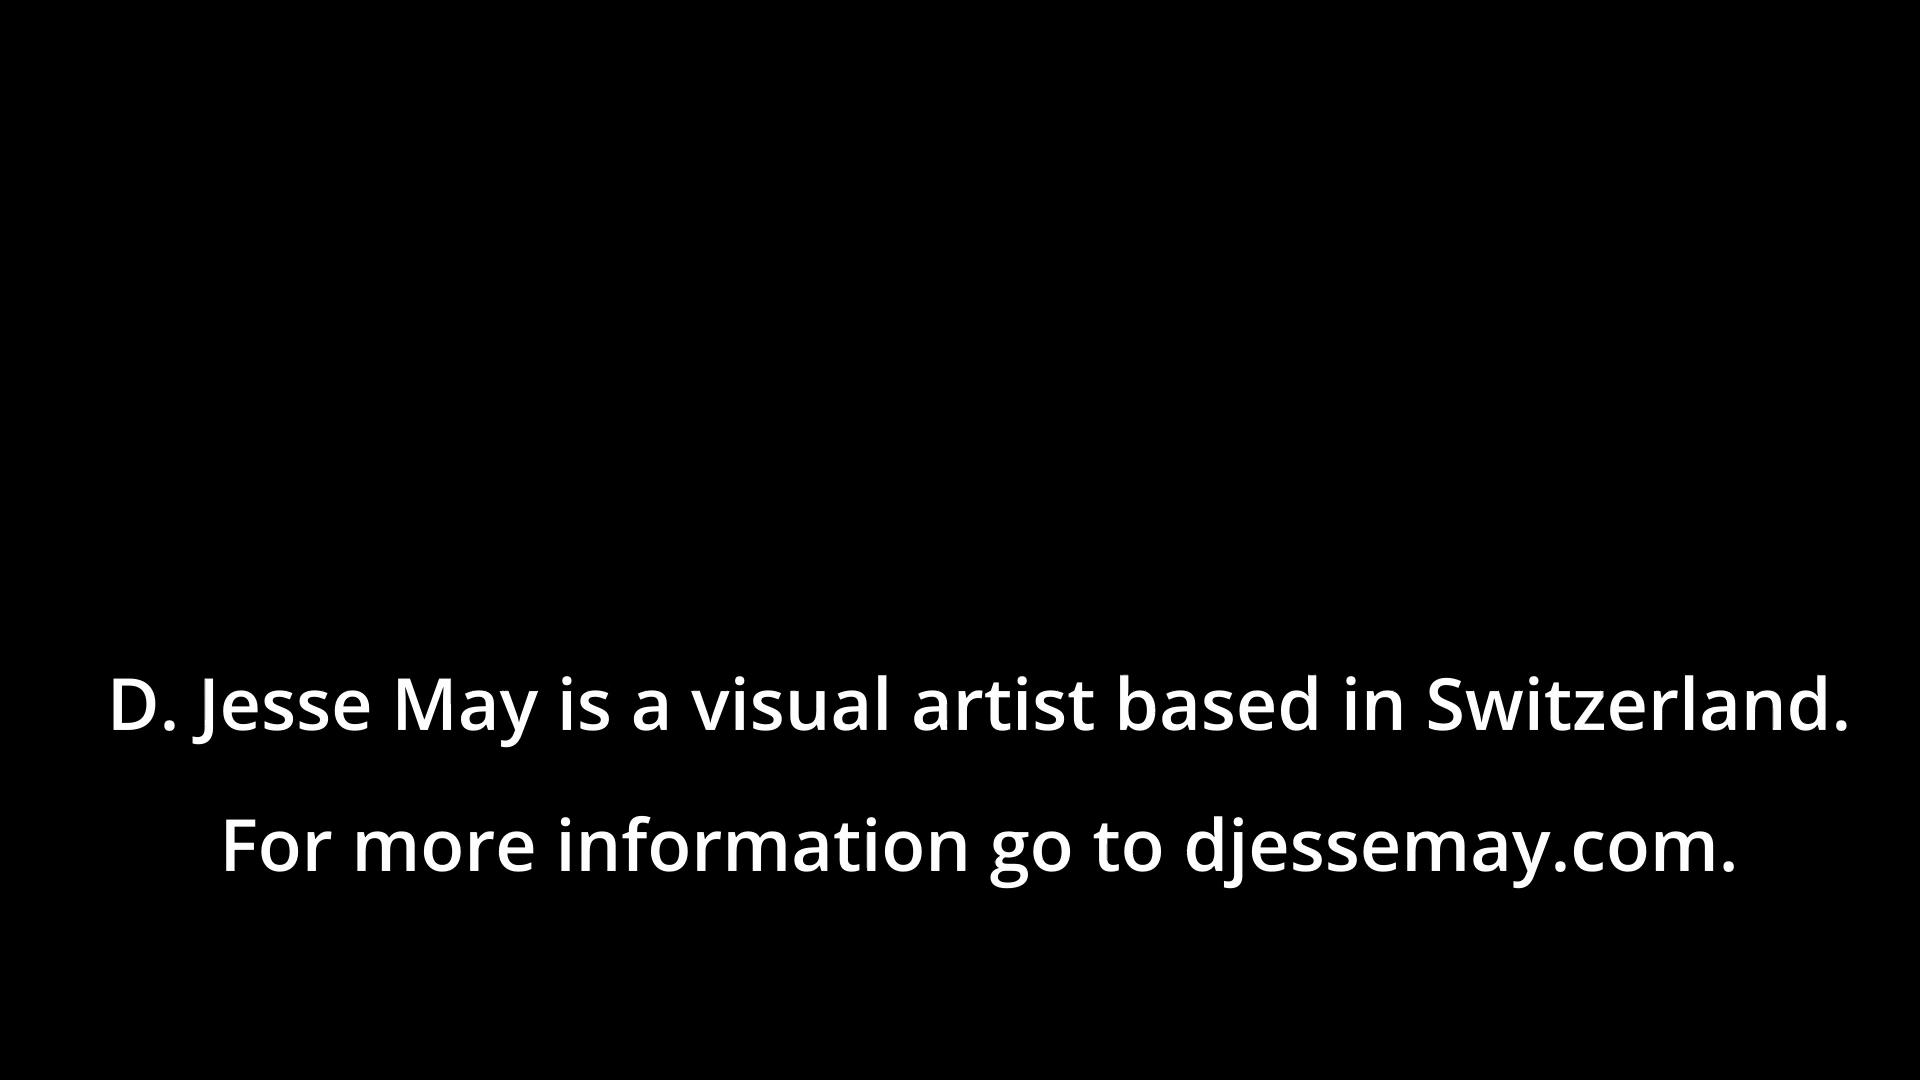 D. Jesse May is a visual artist based in Switzerland.
For more information go to djessemay.com.